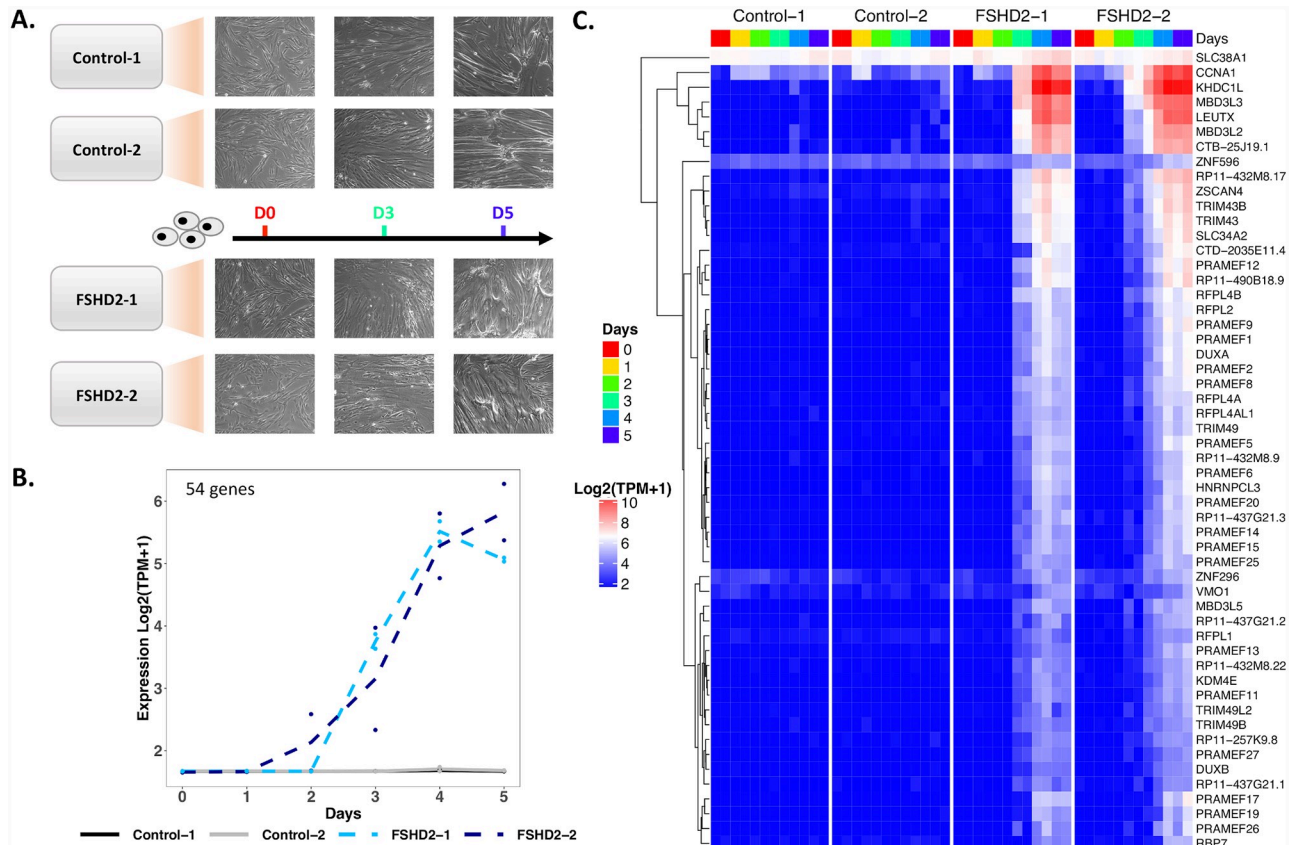 A.
Control-1
Control-2
D0 D3 D5
FSHD2-1
FSHD2-2
B.
54 genes
Expression Log2(TPM+1)
6
5
4
3
2
0 1 2 3 4 5
Days
Control–1 Control–2 FSHD2–1 FSHD2–2
C.
Control–1 Control–2 FSHD2–1 FSHD2–2
Days
SLC38A1
CCNA1
KHDC1L
MBD3L3
LEUTX
MBD3L2
CTB–25J19.1
ZNF596
RP11–432M8.17
ZSCAN4
TRIM43B
TRIM43
SLC34A2
CTD–2035E11.4
PRAMEF12
RP11–490B18.9
RFPL4B
RFPL2
PRAMEF9
PRAMEF1
DUXA
PRAMEF2
PRAMEF8
RFPL4A
RFPL4AL1
TRIM49
PRAMEF5
RP11–432M8.9
PRAMEF6
HNRNPCL3
PRAMEF20
RP11–437G21.3
PRAMEF14
PRAMEF15
PRAMEF25
ZNF296
VMO1
MBD3L5
RP11–437G21.2
RFPL1
PRAMEF13
RP11–432M8.22
KDM4E
PRAMEF11
TRIM49L2
TRIM49B
RP11–257K9.8
PRAMEF27
DUXB
RP11–437G21.1
PRAMEF17
PRAMEF19
PRAMEF26
RBP7
Days
0
1
2
3
4
5
Log2(TPM+1)
10
8
6
4
2